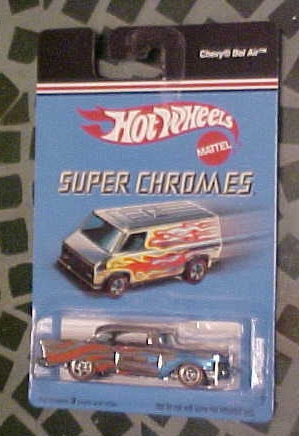 Chevy® Bel Air™
Hot Wheels
MATTEL
SUPER CHROMES